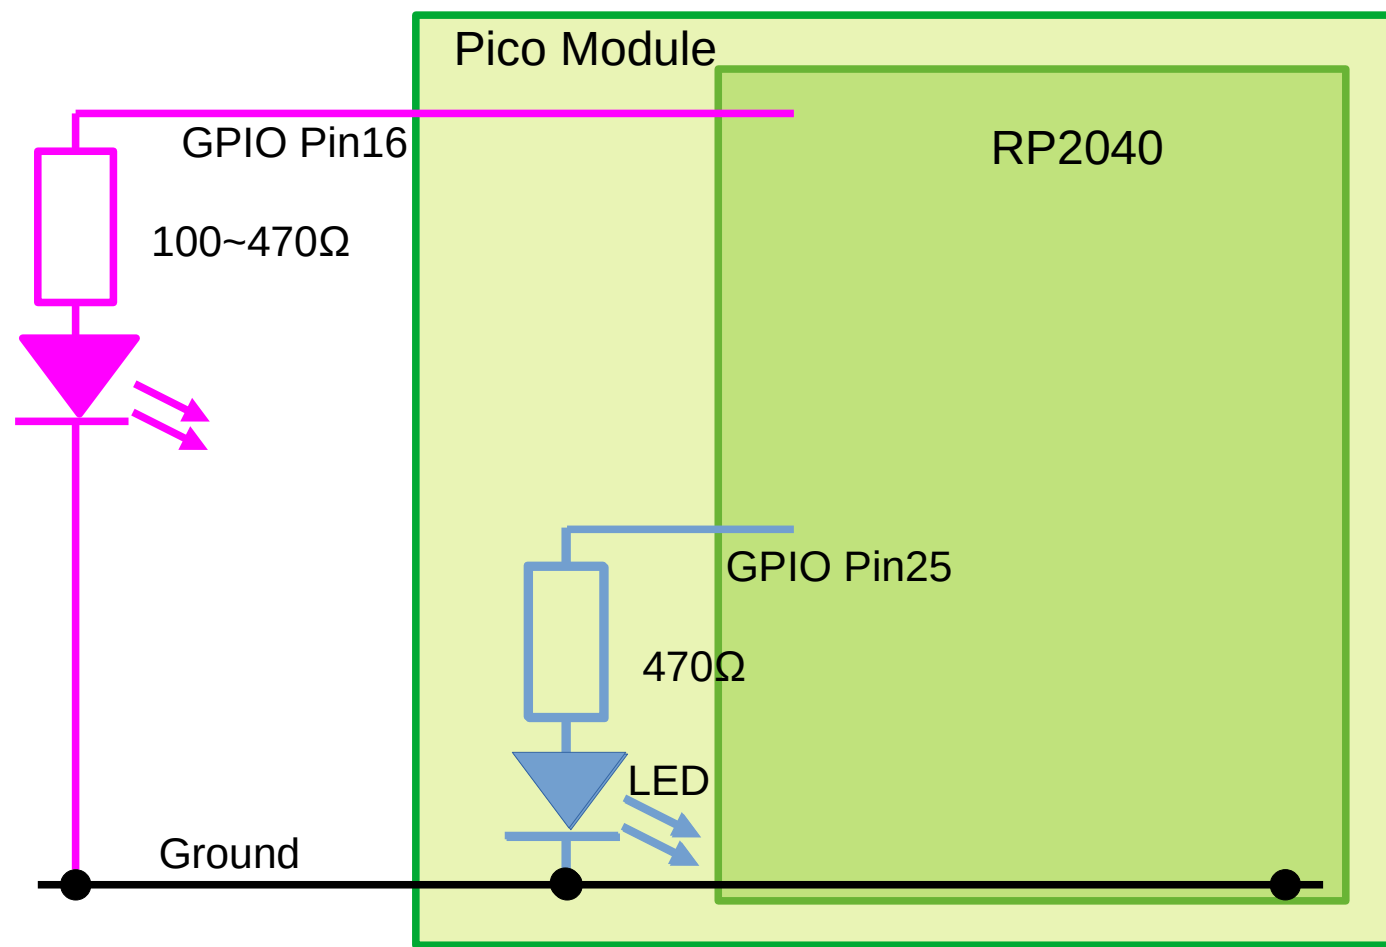 Pico Module
GPIO Pin16
RP2040
100~470Ω
GPIO Pin25
470Ω
LED
Ground